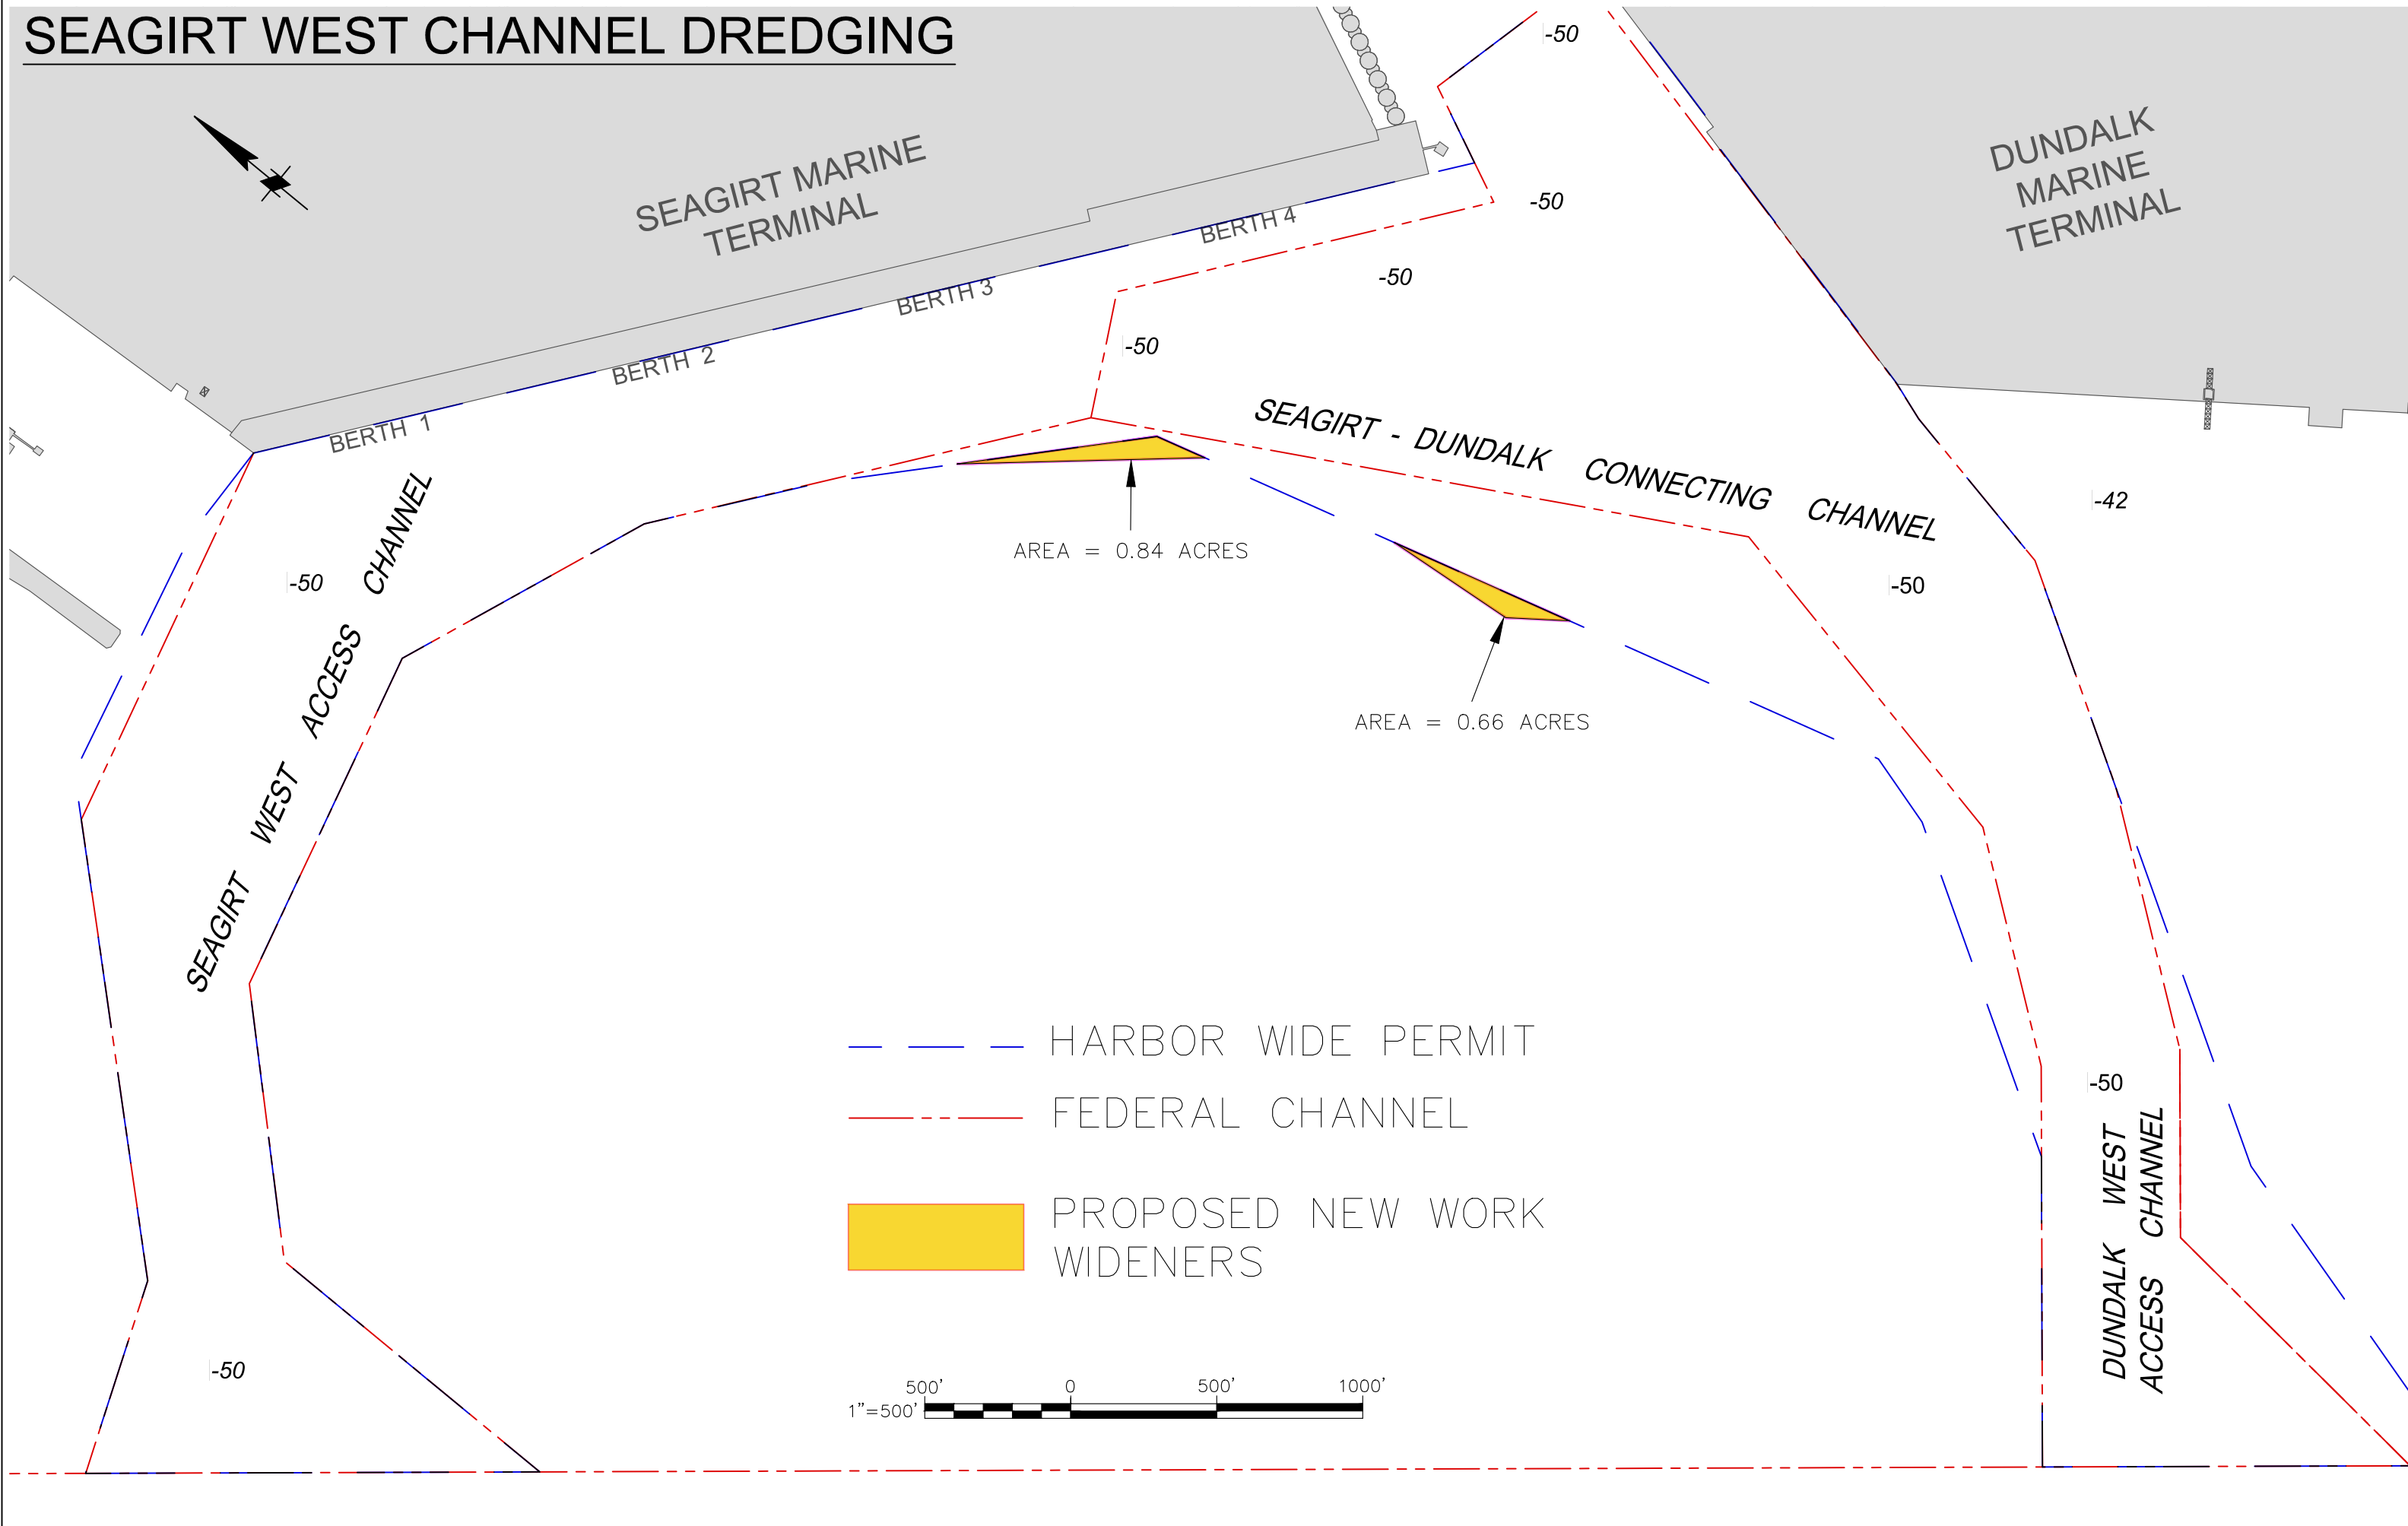 SEAGIRT WEST CHANNEL DREDGING
-50
SEAGIRT MARINE
TERMINAL
DUNDALK
MARINE
TERMINAL
-50
BERTH 4
-50
BERTH 3
-50
BERTH 2
BERTH 1
SEAGIRT - DUNDALK CONNECTING CHANNEL
-42
AREA = 0.84 ACRES
-50
-50
SEAGIRT WEST ACCESS CHANNEL
AREA = 0.66 ACRES
HARBOR WIDE PERMIT
FEDERAL CHANNEL
-50
DUNDALK WEST
ACCESS CHANNEL
PROPOSED NEW WORK
WIDENERS
-50
500' 0 500' 1000'
1"=500'